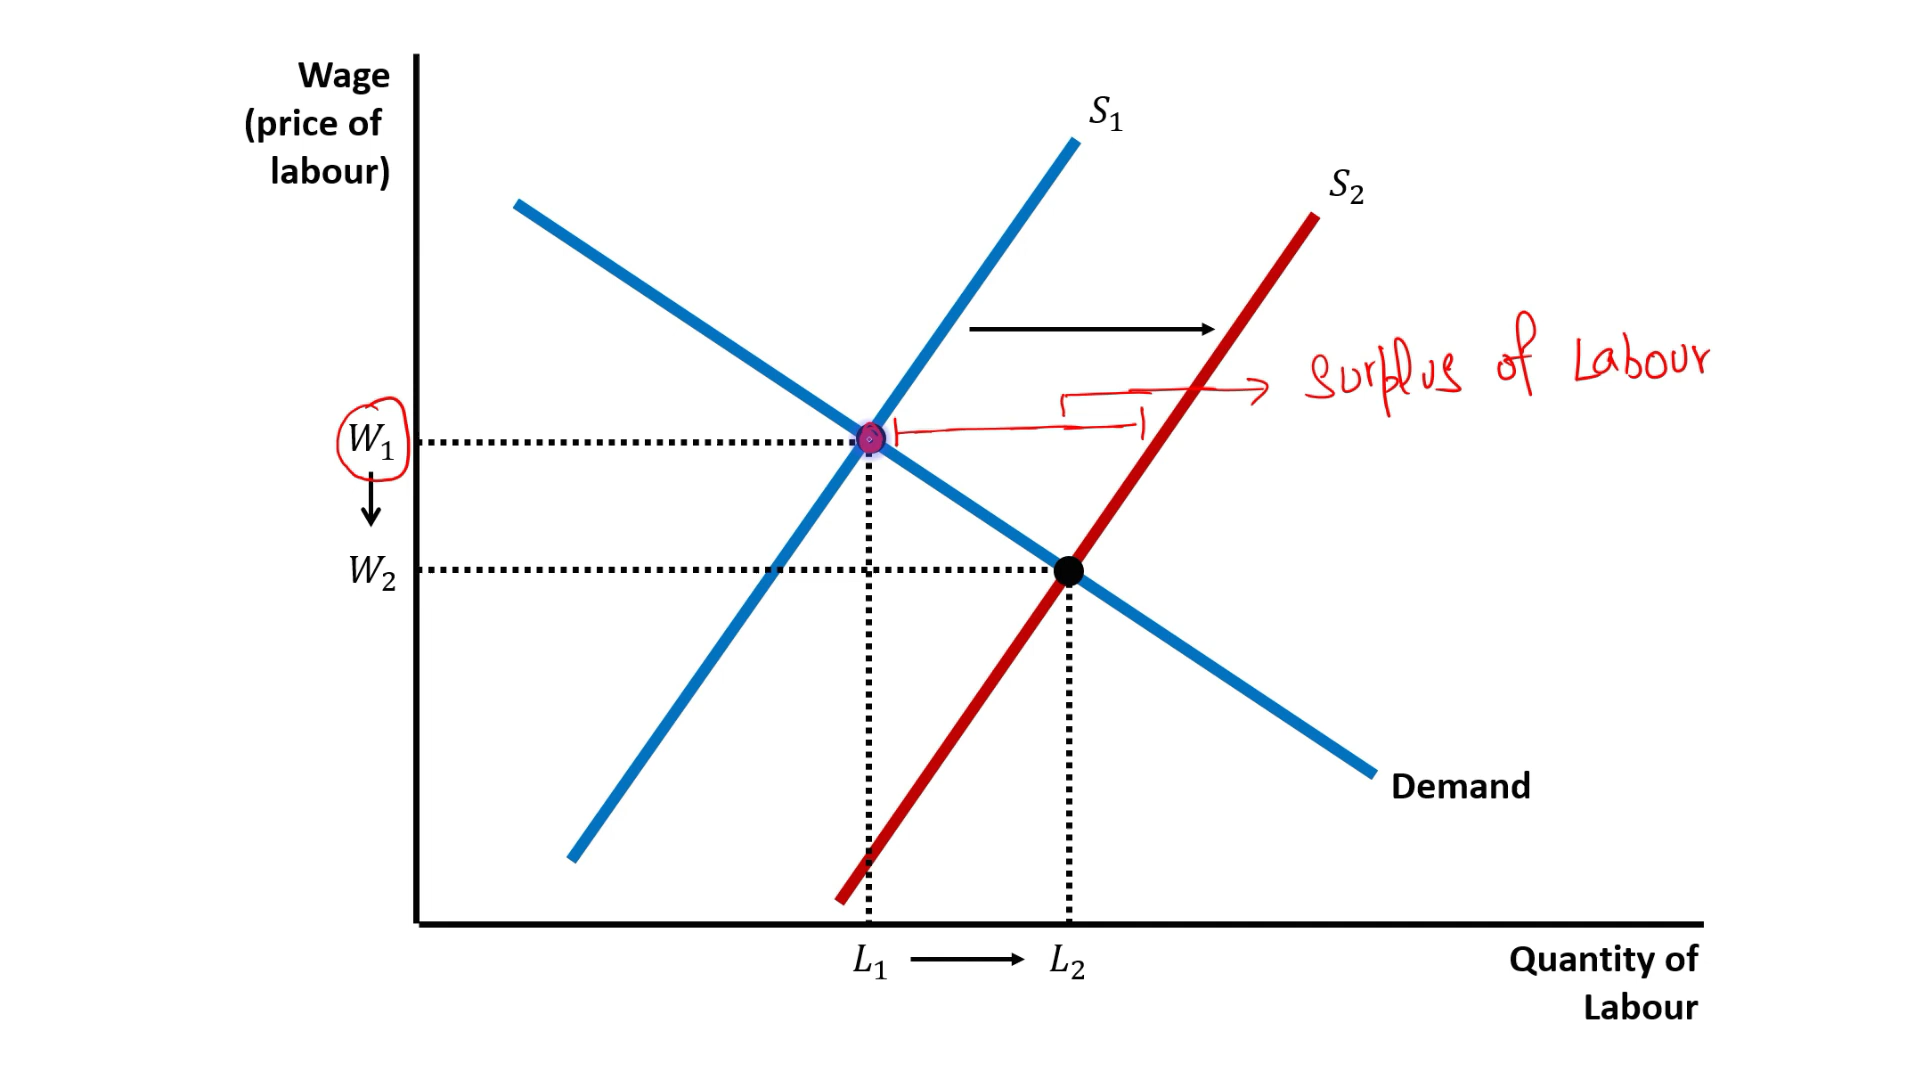 Wage
(price of
labour)
S₁
S₂
Surplus of Labour
W₁
W₂
Demand
L₁
L₂
Quantity of
Labour